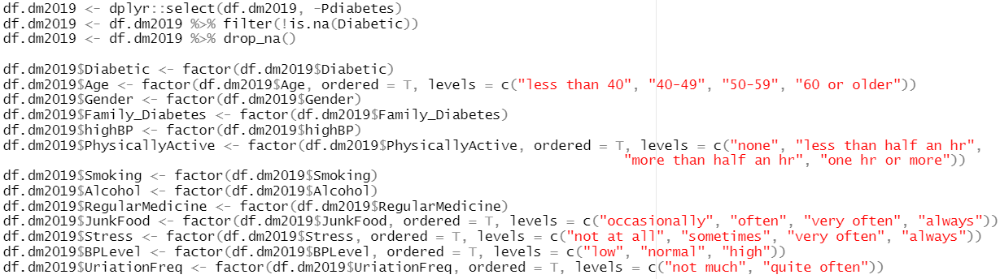 df.dm2019 <- dplyr::select(df.dm2019, -Pdiabetes)
df.dm2019 <- df.dm2019 %>% filter(!is.na(Diabetic))
df.dm2019 <- df.dm2019 %>% drop_na()
df.dm2019$Diabetic <- factor(df.dm2019$Diabetic)
df.dm2019$Age <- factor(df.dm2019$Age, ordered = T, levels = c("less than 40", "40-49", "50-59", "60 or older"))
df.dm2019$Gender <- factor(df.dm2019$Gender)
df.dm2019$Family_Diabetes <- factor(df.dm2019$Family_Diabetes)
df.dm2019$highBP <- factor(df.dm2019$highBP)
df.dm2019$PhysicallyActive <- factor(df.dm2019$PhysicallyActive, ordered = T, levels = c("none", "less than half an hr",
"more than half an hr", "one hr or more"))
df.dm2019$Smoking <- factor(df.dm2019$Smoking)
df.dm2019$Alcohol <- factor(df.dm2019$Alcohol)
df.dm2019$RegularMedicine <- factor(df.dm2019$RegularMedicine)
df.dm2019$JunkFood <- factor(df.dm2019$JunkFood, ordered = T, levels = c("occasionally", "often", "very often", "always"))
df.dm2019$Stress <- factor(df.dm2019$Stress, ordered = T, levels = c("not at all", "sometimes", "very often", "always"))
df.dm2019$BPLevel <- factor(df.dm2019$BPLevel, ordered = T, levels = c("low", "normal", "high"))
df.dm2019$UriationFreq <- factor(df.dm2019$UriationFreq, ordered = T, levels = c("not much", "quite often"))